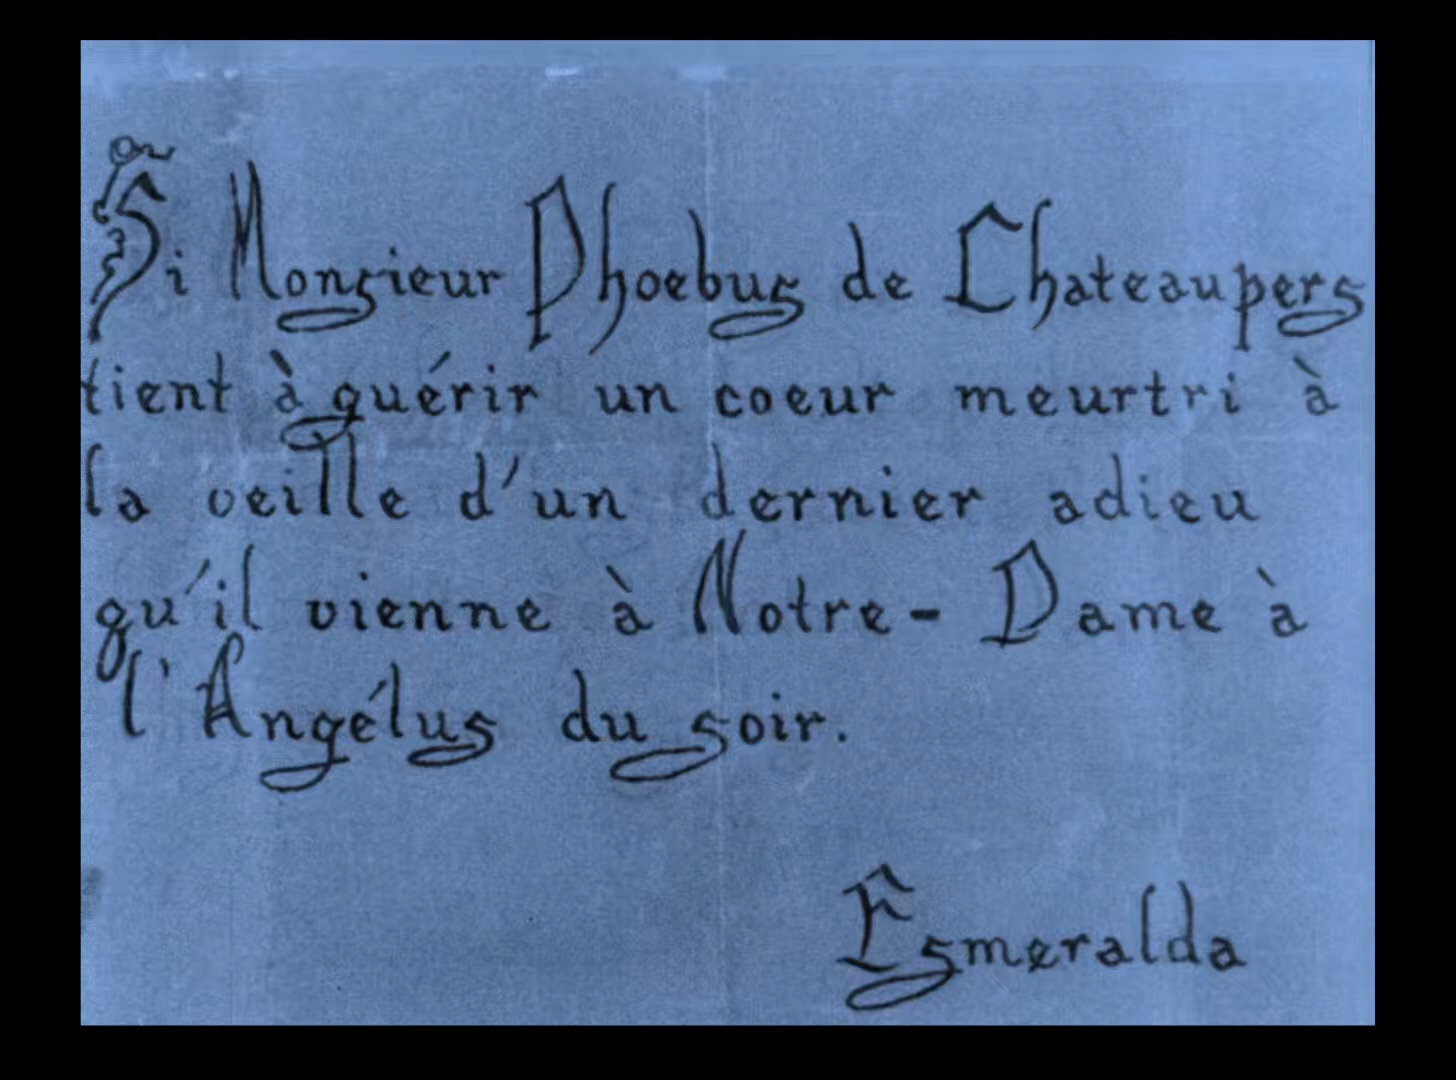 Si Monsieur Phoebus de Chateaupers
tient à guérir un coeur meurtri à
la veille d'un dernier adieu
qu'il vienne à Notre-Dame à
l'Angélus du soir.
Esmeralda